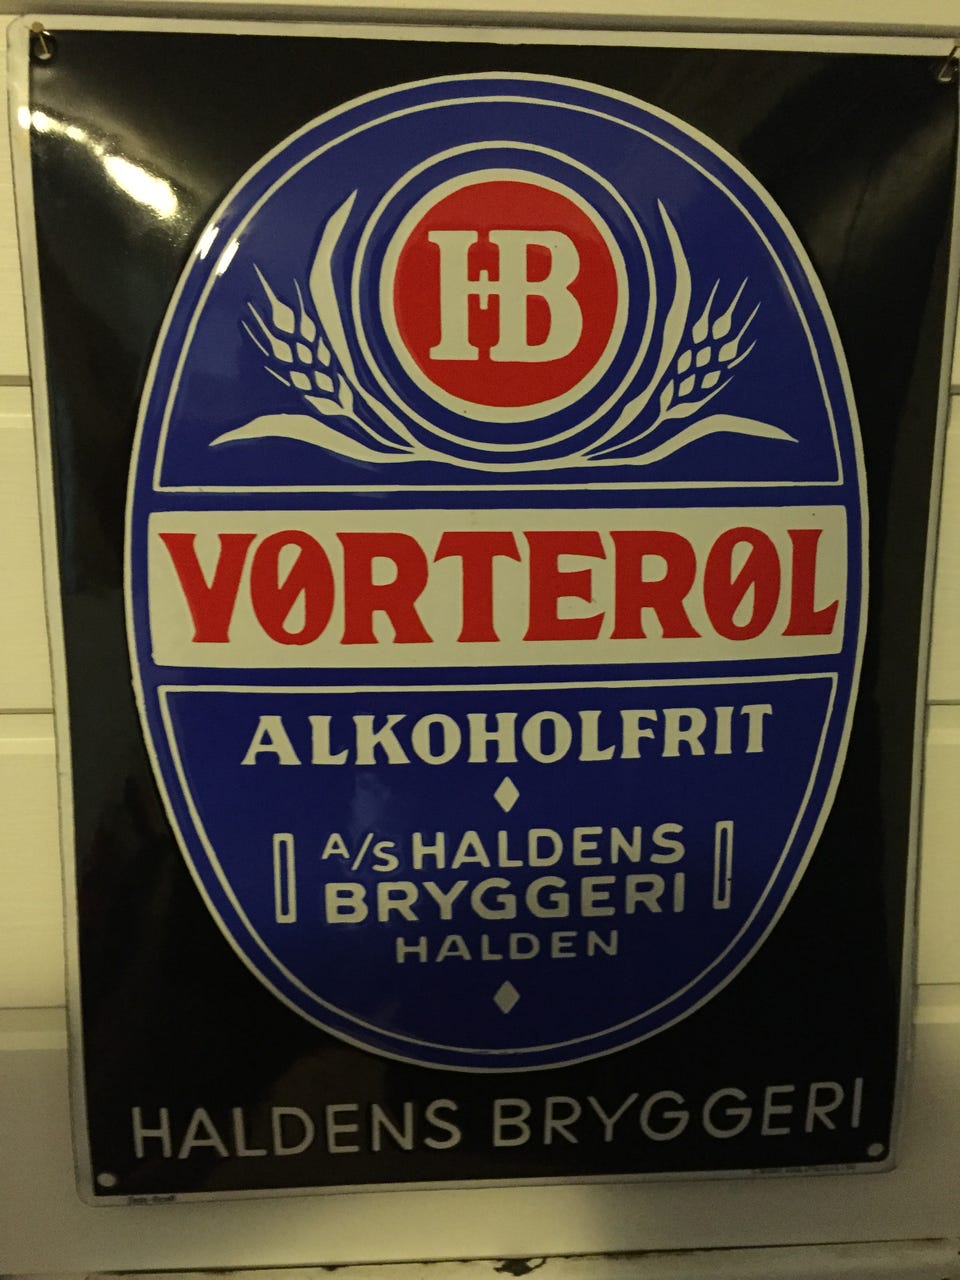 HB
VØRTERØL
ALKOHOLFRIT
A/S HALDENS
BRYGGERI
HALDEN
HALDENS BRYGGERI